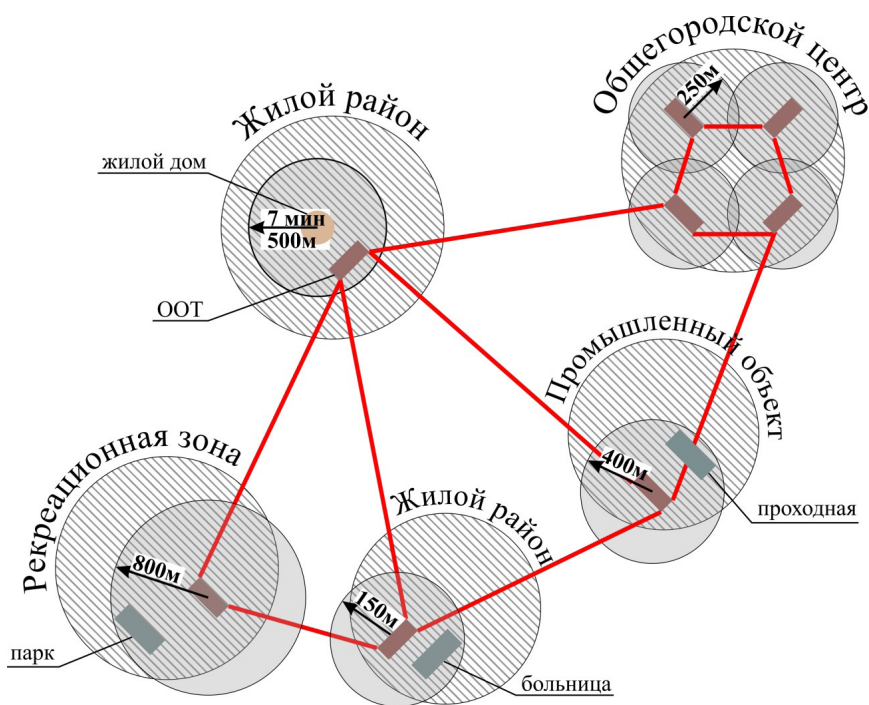 Общегородской центр
250м
Жилой район
жилой дом
7 мин
500м
ООТ
Промышленный объект
400м
проходная
Рекреационная зона
800м
парк
Жилой район
150м
больница